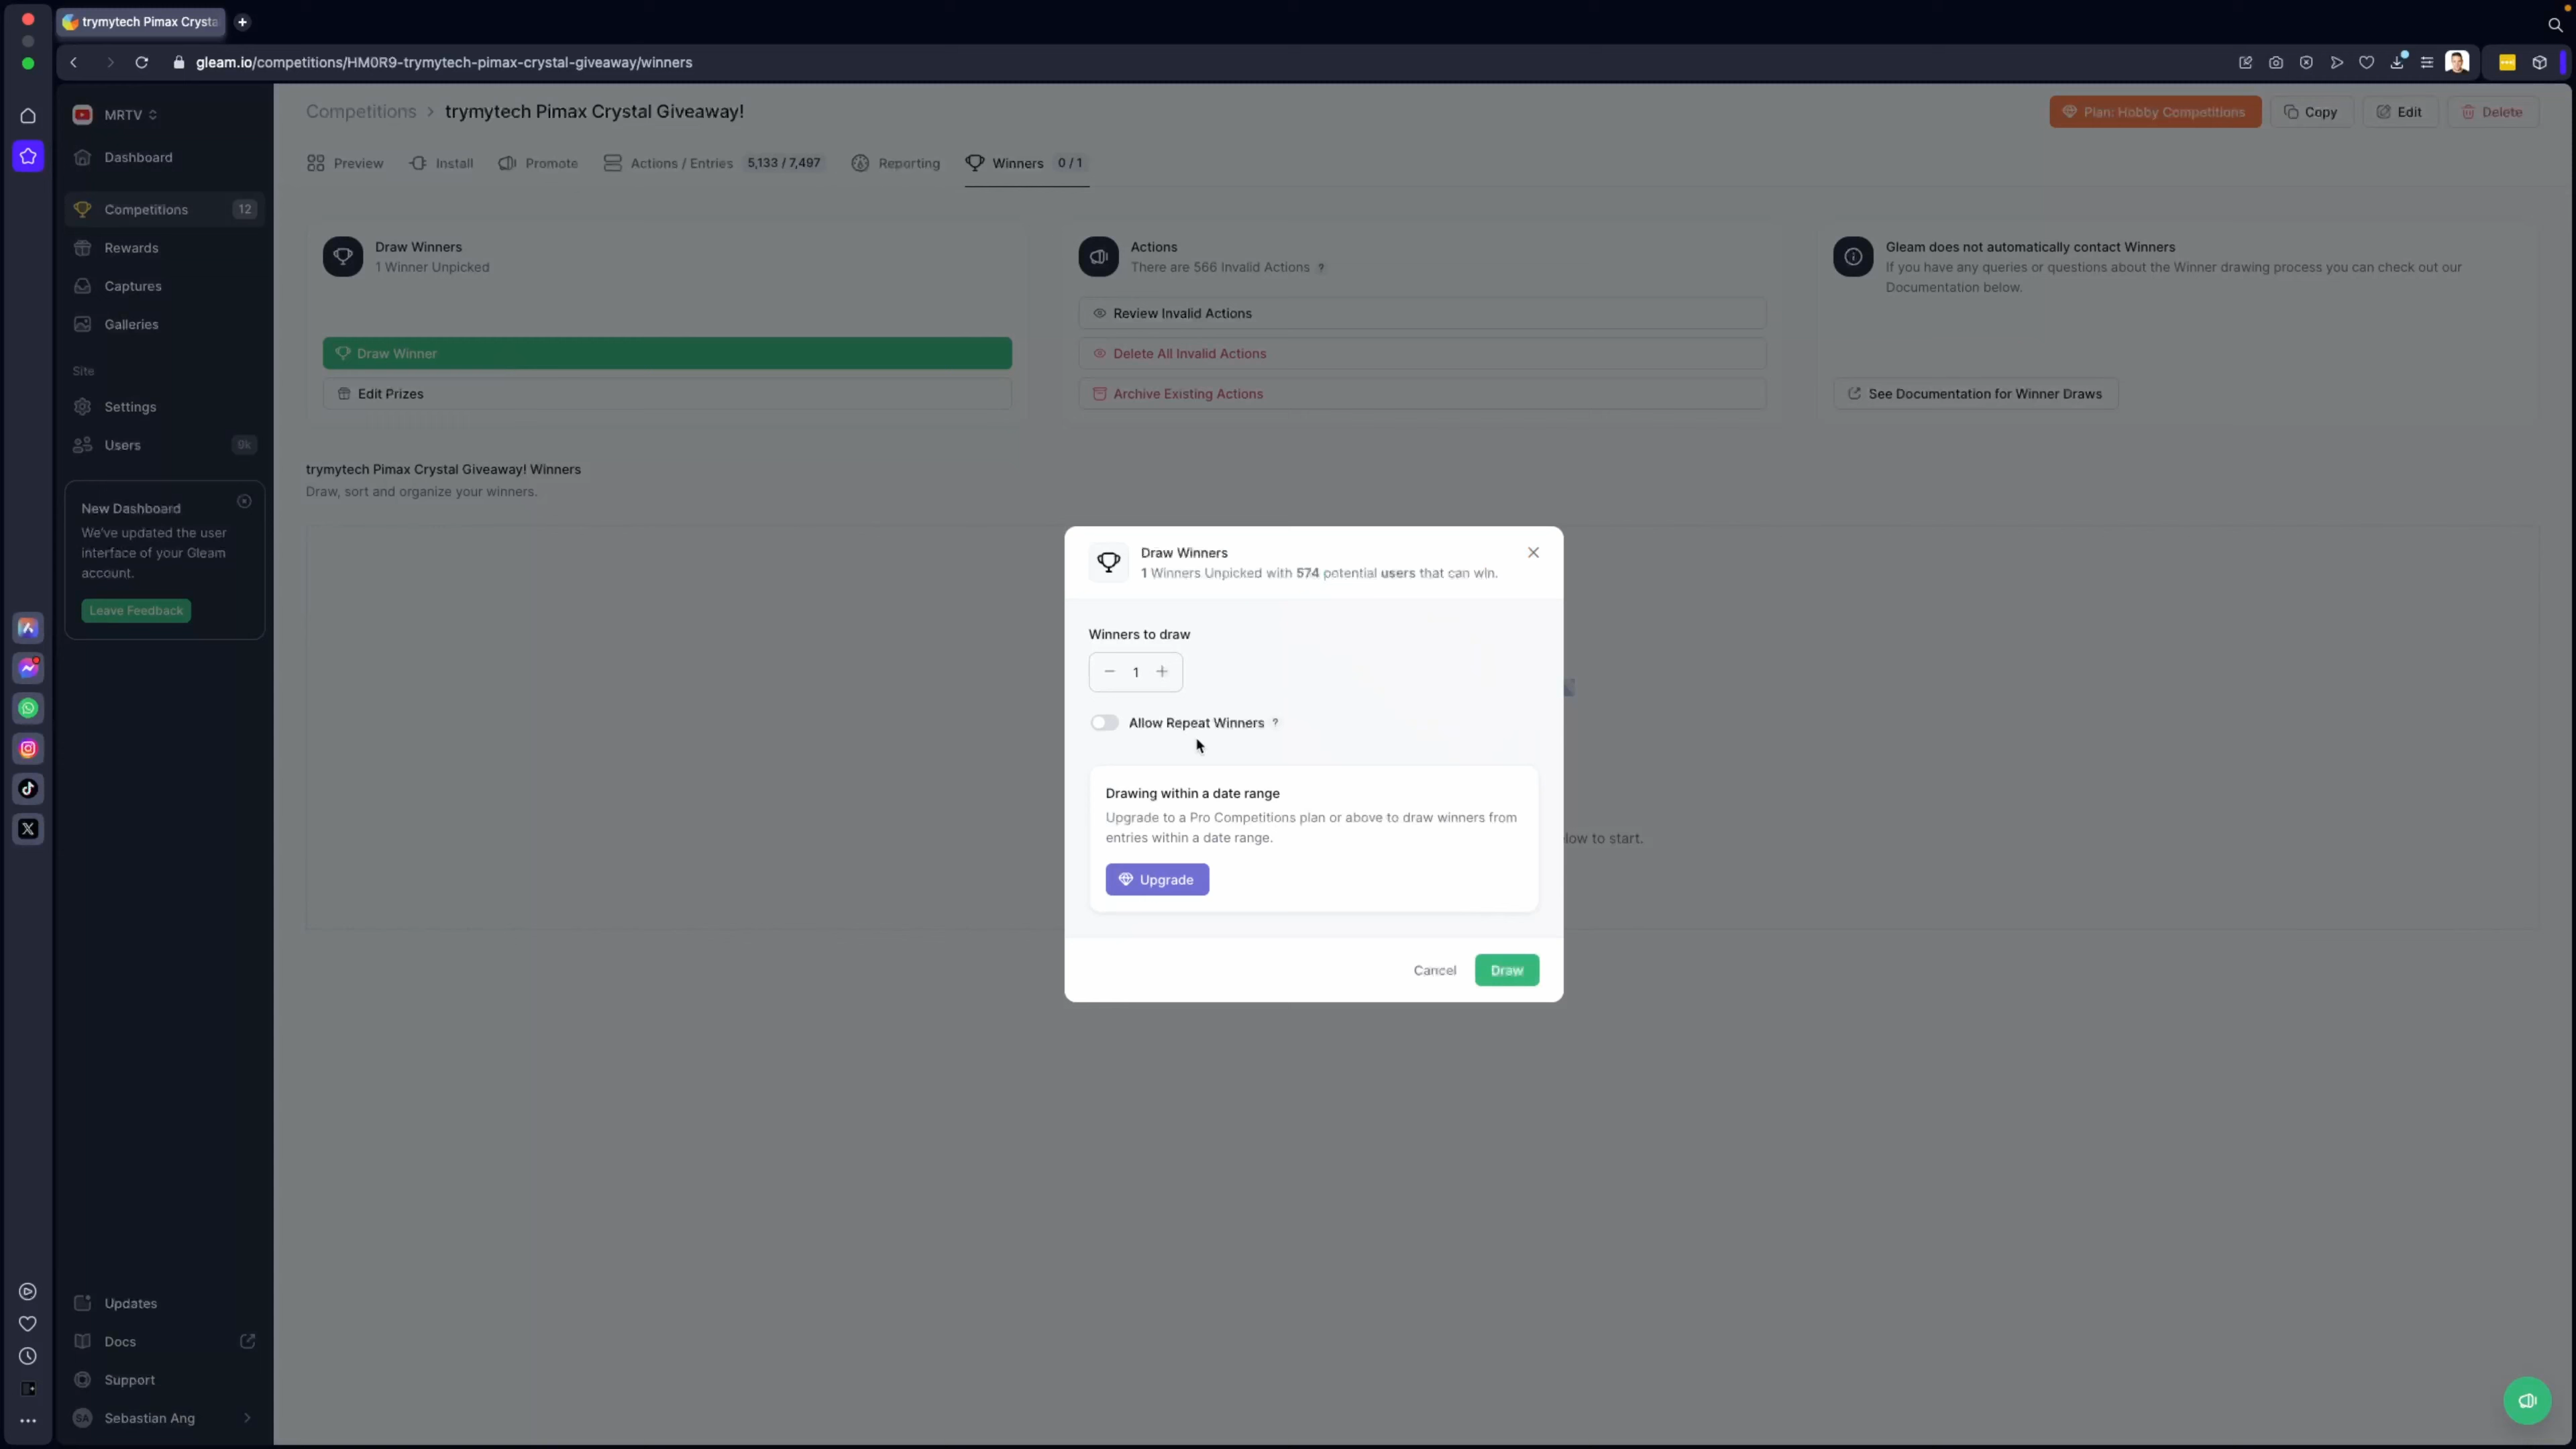 trymytech Pimax Crysta
gleam.io/competitions/HM0R9-trymytech-pimax-crystal-giveaway/winners
MRTV
Dashboard
Competitions 12
Rewards
Captures
Galleries
Site
Settings
Users 9k
New Dashboard
We've updated the user
interface of your Gleam
account.
Leave Feedback
Updates
Docs
Support
SA Sebastian Ang
Competitions > trymytech Pimax Crystal Giveaway!
Plan: Hobby Competitions Copy Edit Delete
Preview Install Promote Actions / Entries 5,133 / 7,497 Reporting Winners 0 / 1
Draw Winners
1 Winner Unpicked
Draw Winner
Edit Prizes
Actions
There are 566 Invalid Actions ?
Review Invalid Actions
Delete All Invalid Actions
Archive Existing Actions
Gleam does not automatically contact Winners
If you have any queries or questions about the Winner drawing process you can check out our
Documentation below.
See Documentation for Winner Draws
trymytech Pimax Crystal Giveaway! Winners
Draw, sort and organize your winners.
Draw Winners
1 Winners Unpicked with 574 potential users that can win.
Winners to draw
1
Allow Repeat Winners ?
Drawing within a date range
Upgrade to a Pro Competitions plan or above to draw winners from
entries within a date range.
Upgrade
Cancel Draw
low to start.